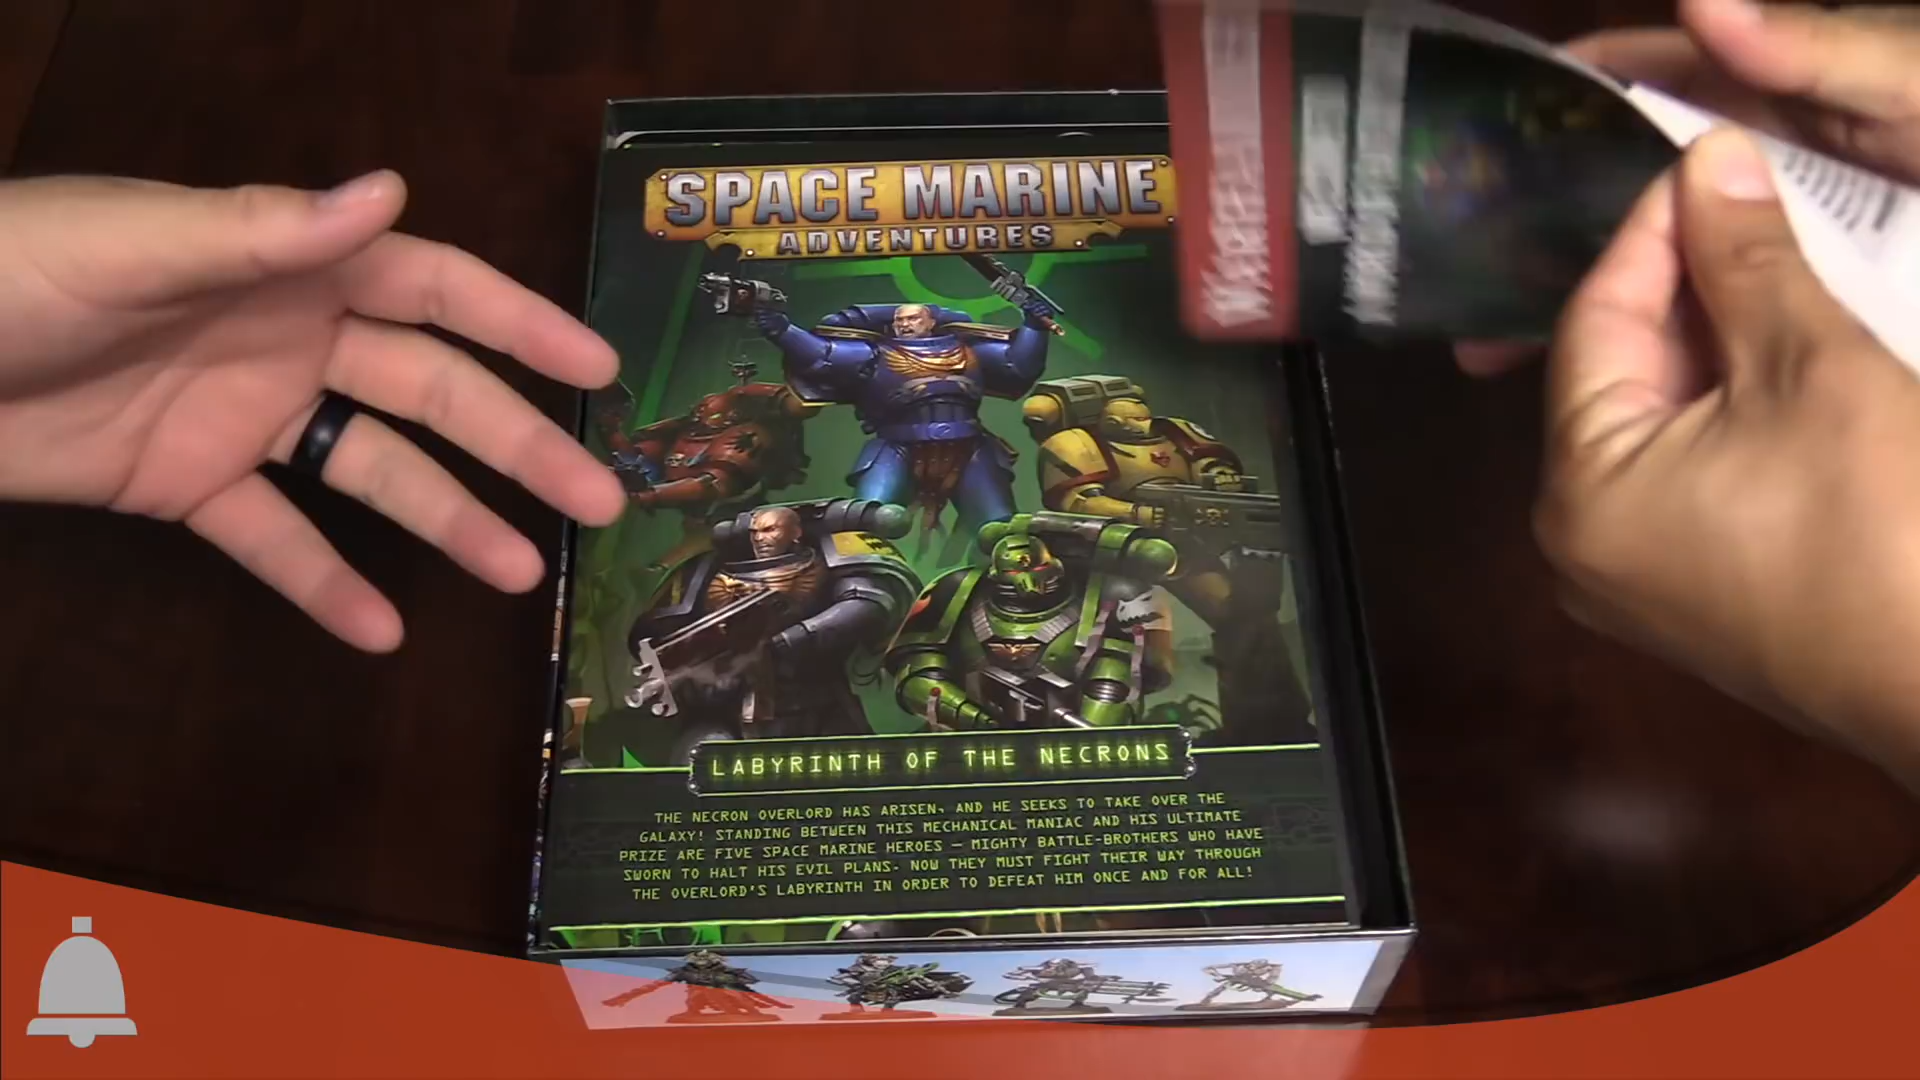 SPACE MARINE
ADVENTURES
LABYRINTH OF THE NECRONS
THE NECRON OVERLORD HAS ARISEN, AND HE SEEKS TO TAKE OVER THE
GALAXY! STANDING BETWEEN THIS MECHANICAL MANIAC AND HIS ULTIMATE
PRIZE ARE FIVE SPACE MARINE HEROES – MIGHTY BATTLE-BROTHERS WHO HAVE
SWORN TO HALT HIS EVIL PLANS. NOW THEY MUST FIGHT THEIR WAY THROUGH
THE OVERLORD'S LABYRINTH IN ORDER TO DEFEAT HIM ONCE AND FOR ALL!